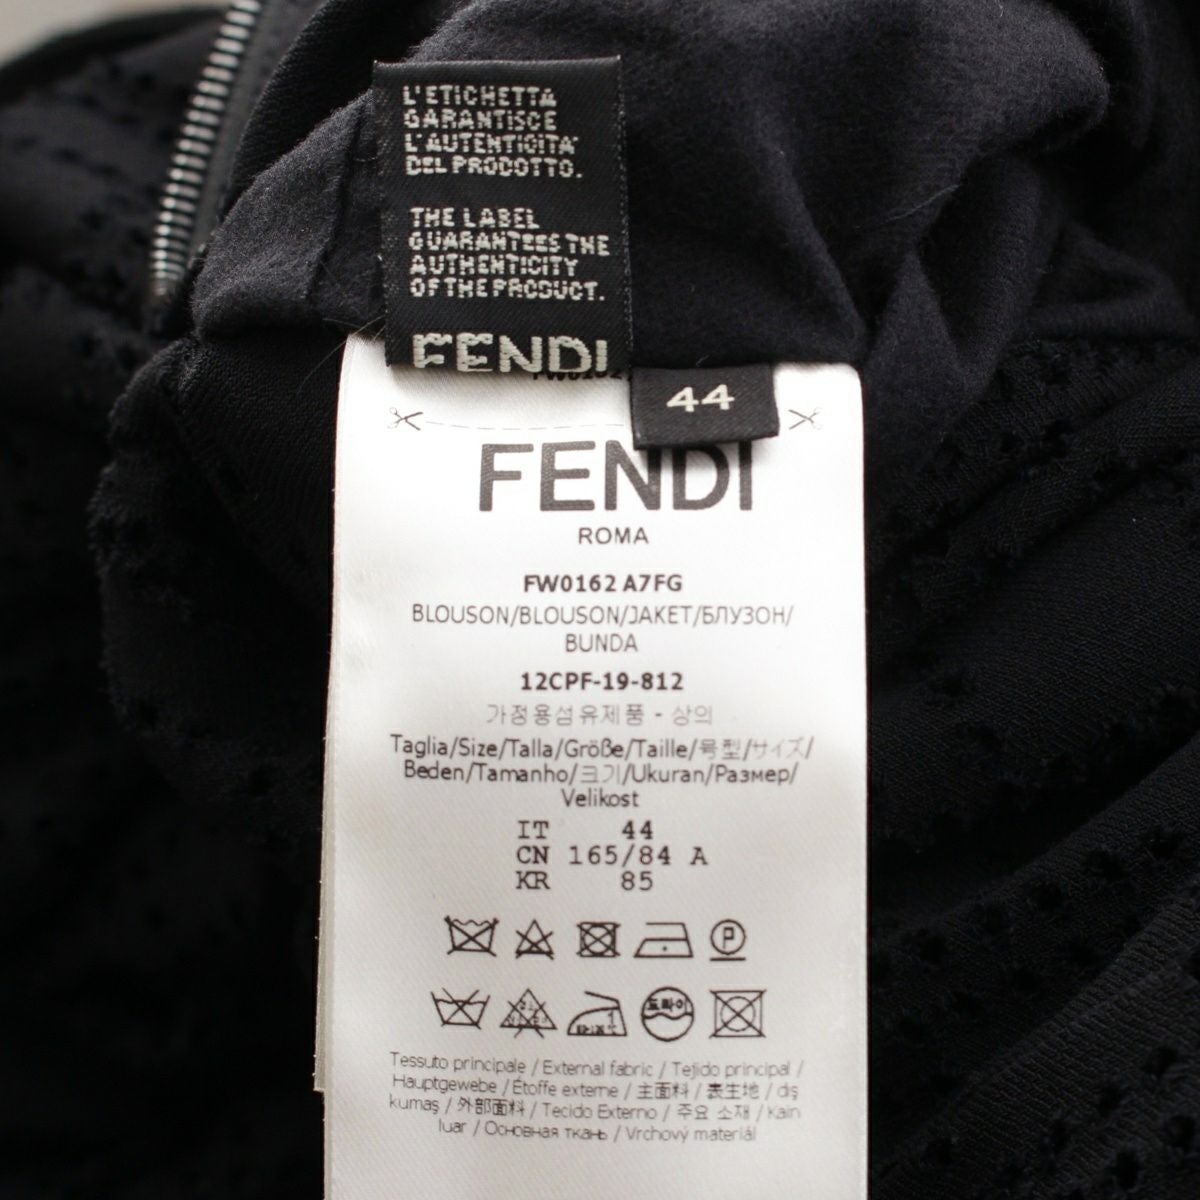 L'ETICHETTA
GARANTISCE
L'AUTENTICITA'
DEL PRODOTTO.
THE LABEL
GUARANTEES THE
AUTHENTICITY
OF THE PRODUCT.
FENDI
44
FENDI
ROMA
FW0162 A7FG
BLOUSON/BLOUSON/JAKET/БЛУЗОН/
BUNDA
12CPF-19-812
가정용섬유제품 - 상의
Taglia/Size/Talla/Größe/Taille/号型/サイズ/
Beden/Tamanho/크기/Ukuran/Размер/
Velikost
IT 44
CN 165/84 A
KR 85
P
드라이
Tessuto principale / External fabric / Tejido principal /
Hauptgewebe / Étoffe externe / 主面料 / 表生地 / dış
kumaş / 外部面料 / Tecido Externo / 주요 소재 / Kain
luar / Основная ткань / Vrchový materiál